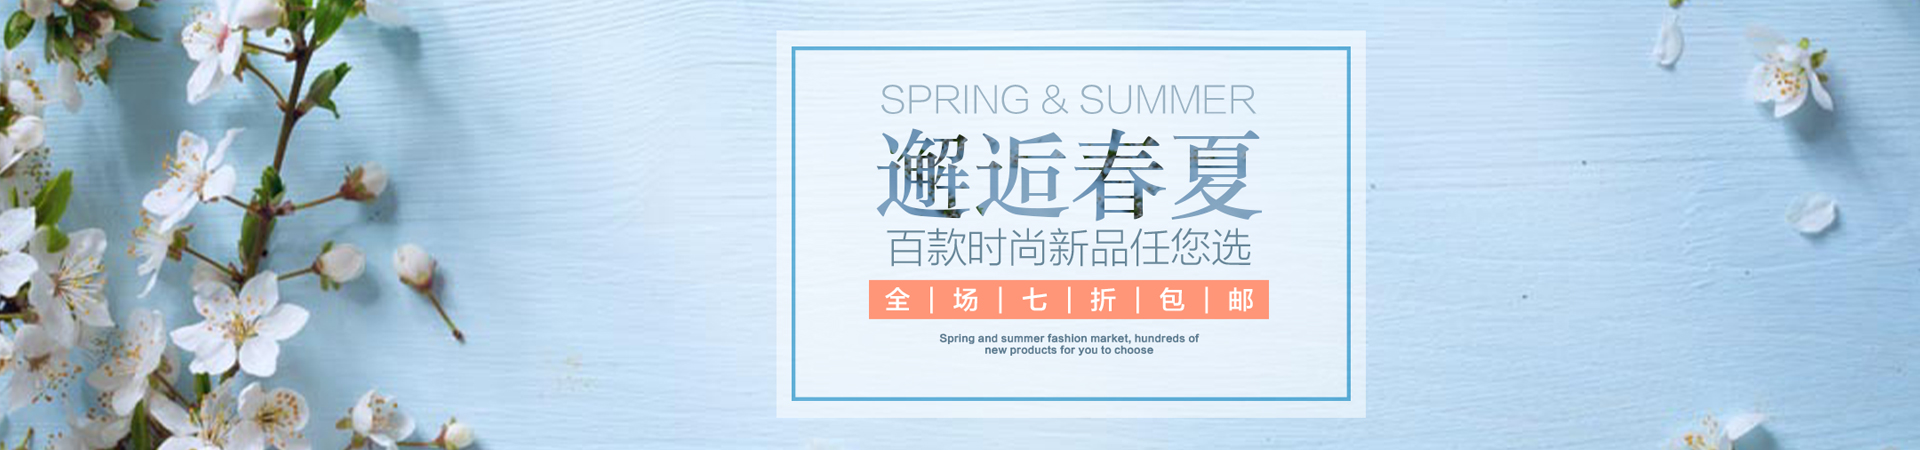 SPRING & SUMMER
邂逅春夏
百款时尚新品任您选
全|场|七|折|包|邮
Spring and summer fashion market, hundreds of
new products for you to choose